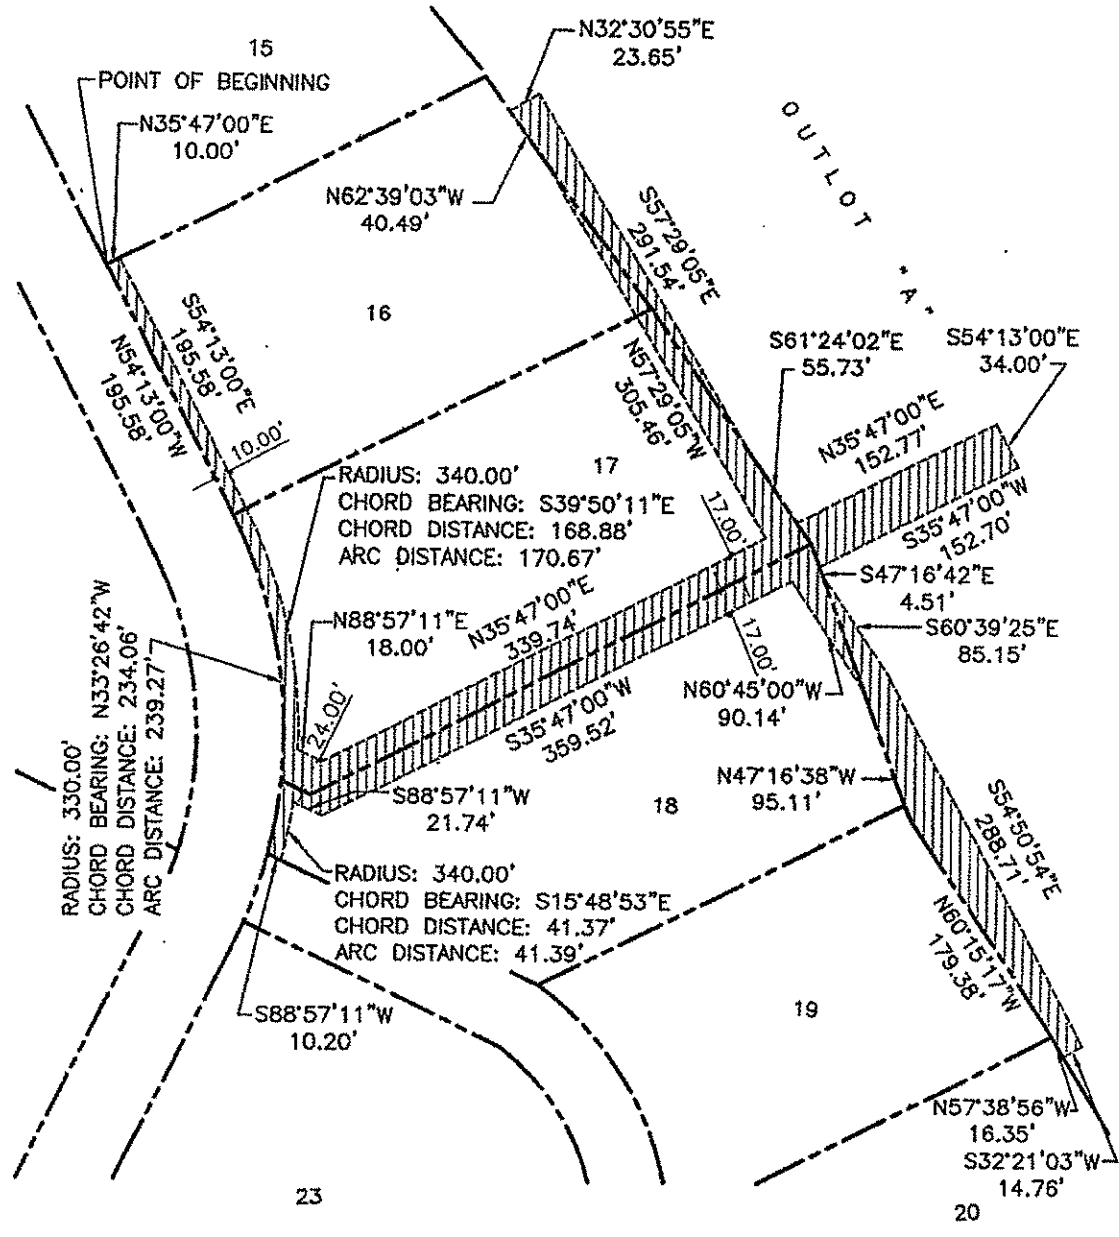 N32°30'55"E
23.65'
15
POINT OF BEGINNING
N35°47'00"E
10.00'
OUTLOT "A"
N62°39'03"W
40.49'
S57°29'05"E
291.54'
16
S54°13'00"E
195.58'
N54°13'00"W
195.58'
S61°24'02"E
55.73'
S54°13'00"E
34.00'
N57°29'05"W
305.46'
N35°47'00"E
152.77'
10.00'
17
RADIUS: 340.00'
CHORD BEARING: S39°50'11"E
CHORD DISTANCE: 168.88'
ARC DISTANCE: 170.67'
17.00'
S35°47'00"W
152.70'
S47°16'42"E
4.51'
N88°57'11"E
18.00'
N35°47'00"E
339.74'
17.00'
S60°39'25"E
85.15'
RADIUS: 330.00'
CHORD BEARING: N33°26'42"W
CHORD DISTANCE: 234.06'
ARC DISTANCE: 239.27'
24.00'
S35°47'00"W
359.52'
N60°45'00"W
90.14'
S88°57'11"W
21.74'
18
N47°16'38"W
95.11'
S54°50'54"E
288.71'
RADIUS: 340.00'
CHORD BEARING: S15°48'53"E
CHORD DISTANCE: 41.37'
ARC DISTANCE: 41.39'
N60°15'17"W
179.38'
S88°57'11"W
10.20'
19
N57°38'56"W
16.35'
S32°21'03"W
14.76'
23
20